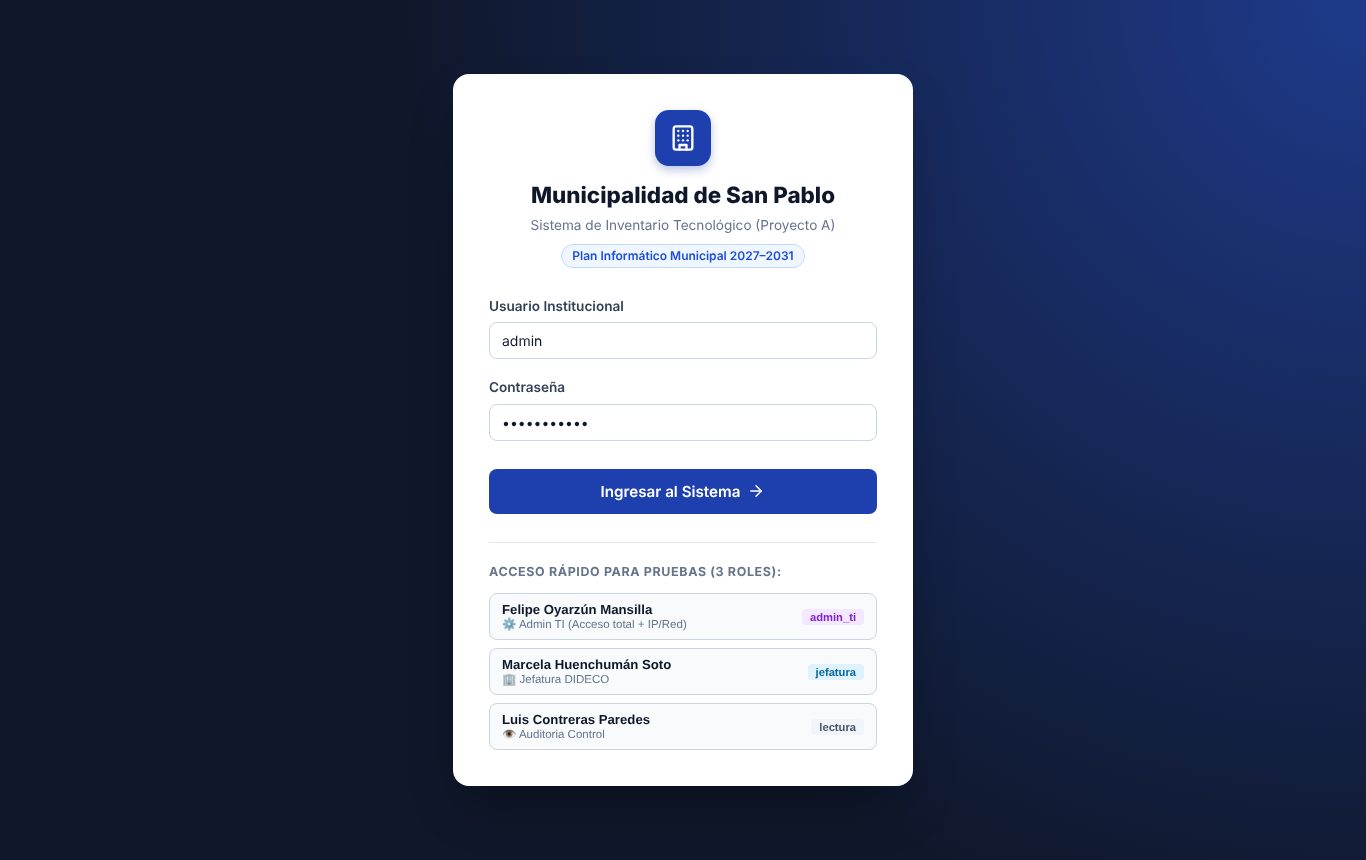 Municipalidad de San Pablo
Sistema de Inventario Tecnológico (Proyecto A)
Plan Informático Municipal 2027–2031
Usuario Institucional
admin
Contraseña
•••••••••••
Ingresar al Sistema →
ACCESO RÁPIDO PARA PRUEBAS (3 ROLES):
Felipe Oyarzún Mansilla
⚙️ Admin TI (Acceso total + IP/Red)
admin_ti
Marcela Huenchumán Soto
🏢 Jefatura DIDECO
jefatura
Luis Contreras Paredes
👁️ Auditoria Control
lectura